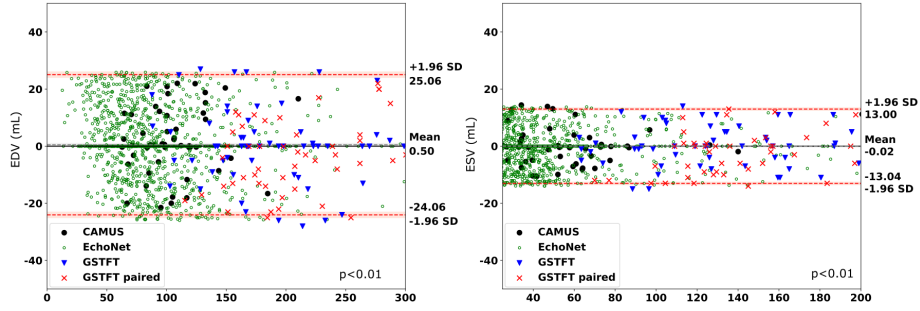 40
20
0
-20
-40
EDV (mL)
+1.96 SD
25.06
Mean
0.50
-24.06
-1.96 SD
CAMUS
EchoNet
GSTFT
GSTFT paired
p<0.01
0
50
100
150
200
250
300
40
20
0
-20
-40
ESV (mL)
+1.96 SD
13.00
Mean
-0.02
-13.04
-1.96 SD
CAMUS
EchoNet
GSTFT
GSTFT paired
p<0.01
40
60
80
100
120
140
160
180
200